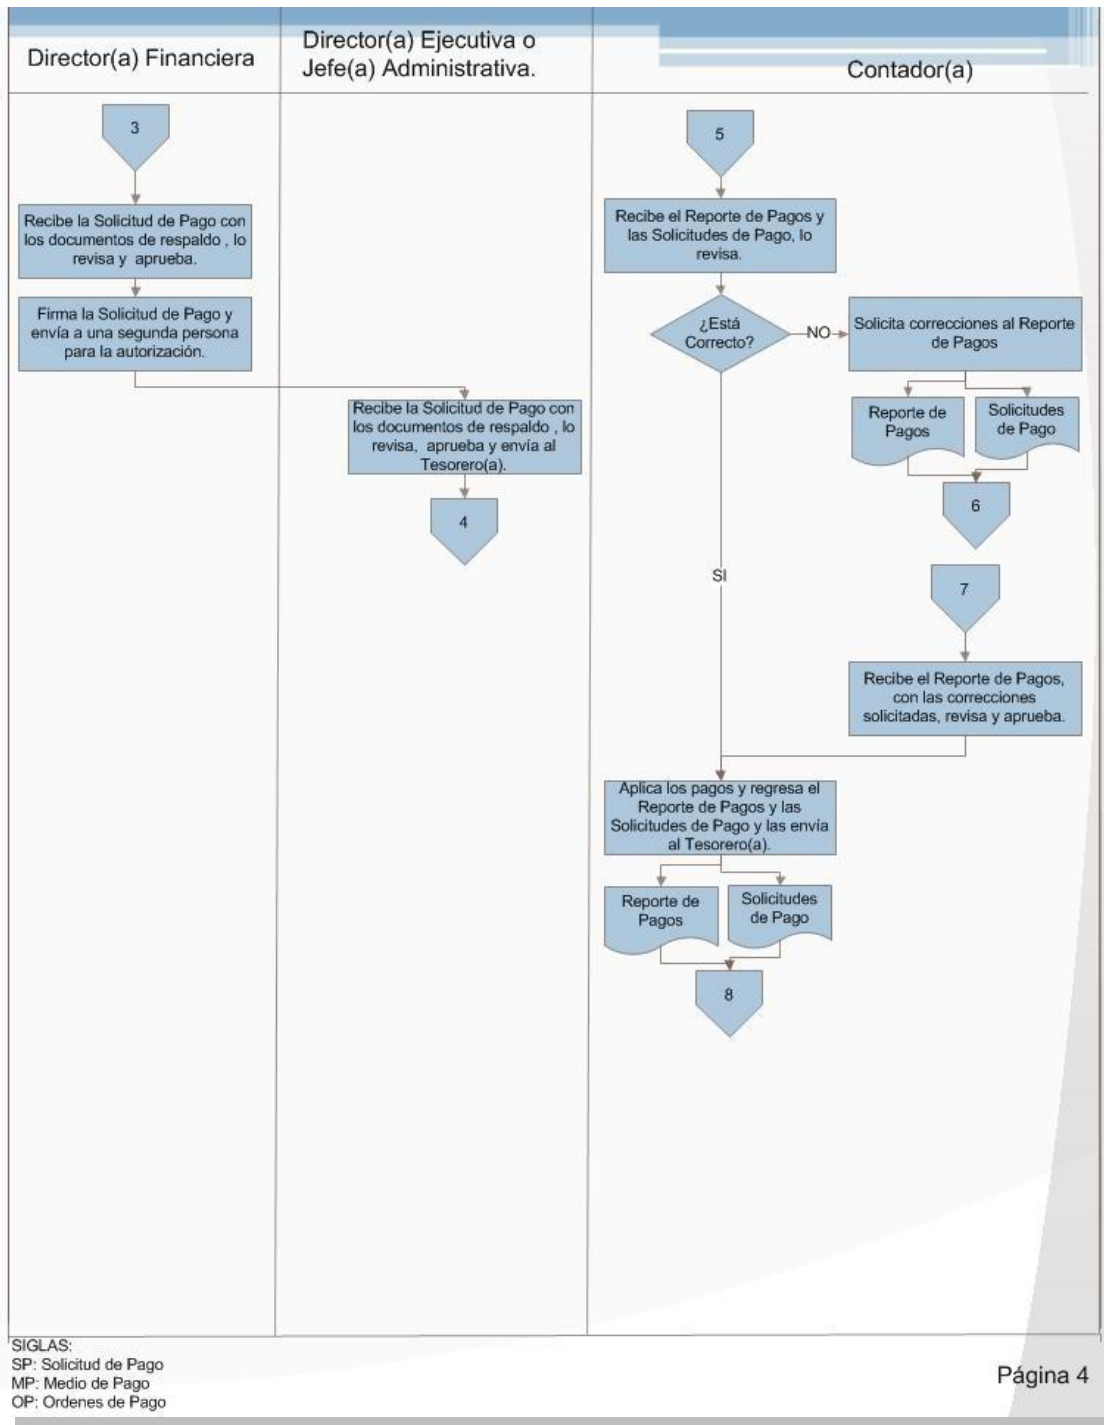 Director(a) Financiera
Director(a) Ejecutiva o
Jefe(a) Administrativa.
Contador(a)
3
Recibe la Solicitud de Pago con
los documentos de respaldo , lo
revisa y aprueba.
Firma la Solicitud de Pago y
envía a una segunda persona
para la autorización.
Recibe la Solicitud de Pago con
los documentos de respaldo , lo
revisa, aprueba y envía al
Tesorero(a).
4
5
Recibe el Reporte de Pagos y
las Solicitudes de Pago, lo
revisa.
¿Está
Correcto?
NO
Solicita correcciones al Reporte
de Pagos
Reporte de
Pagos
Solicitudes
de Pago
6
SI
7
Recibe el Reporte de Pagos,
con las correcciones
solicitadas, revisa y aprueba.
Aplica los pagos y regresa el
Reporte de Pagos y las
Solicitudes de Pago y las envía
al Tesorero(a).
Reporte de
Pagos
Solicitudes
de Pago
8
SIGLAS:
SP: Solicitud de Pago
MP: Medio de Pago
OP: Ordenes de Pago
Página 4